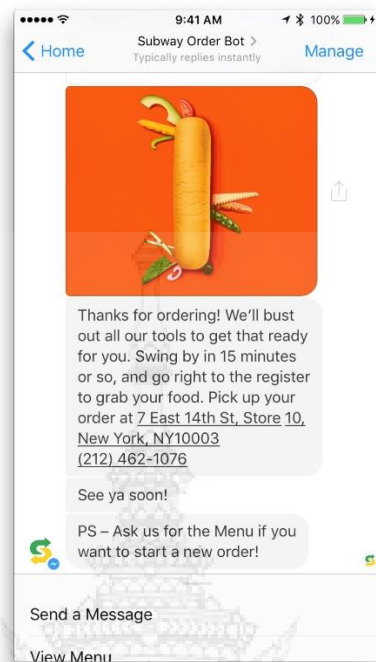 9:41 AM
100%
Home
Subway Order Bot >
Typically replies instantly
Manage
Thanks for ordering! We’ll bust
out all our tools to get that ready
for you. Swing by in 15 minutes
or so, and go right to the register
to grab your food. Pick up your
order at 7 East 14th St, Store 10,
New York, NY10003
(212) 462-1076
See ya soon!
PS – Ask us for the Menu if you
want to start a new order!
Send a Message
View Menu